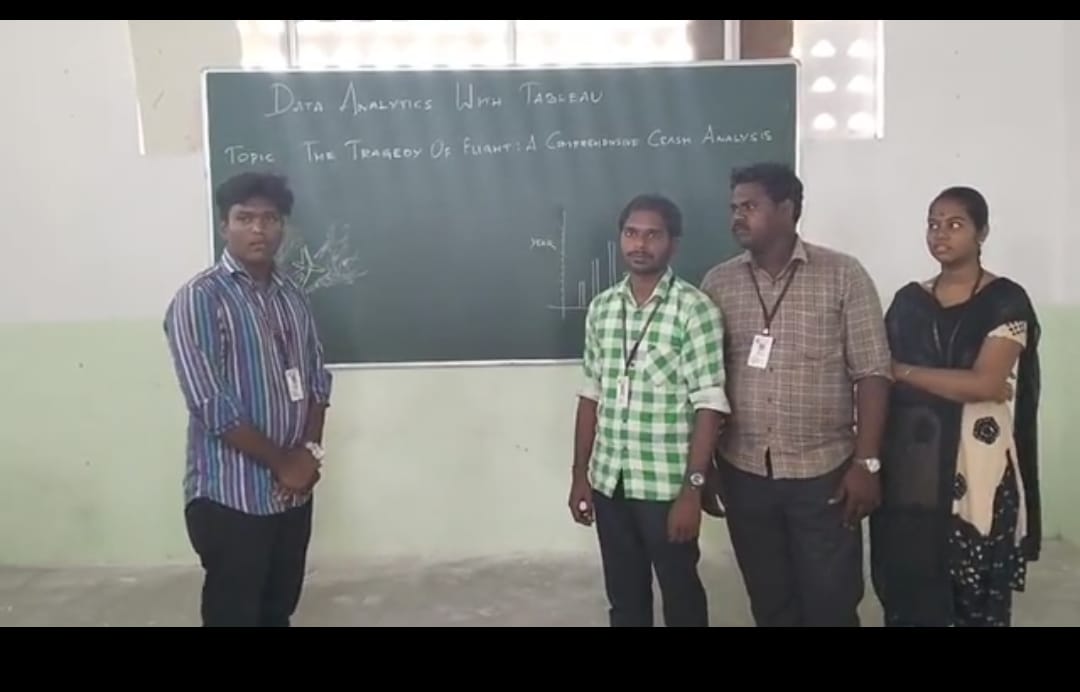 DATA ANALYTICS WITH TABLEAU
TOPIC THE TRAGEDY OF FLIGHT: A COMPREHENSIVE CRASH ANALYSIS
YEAR